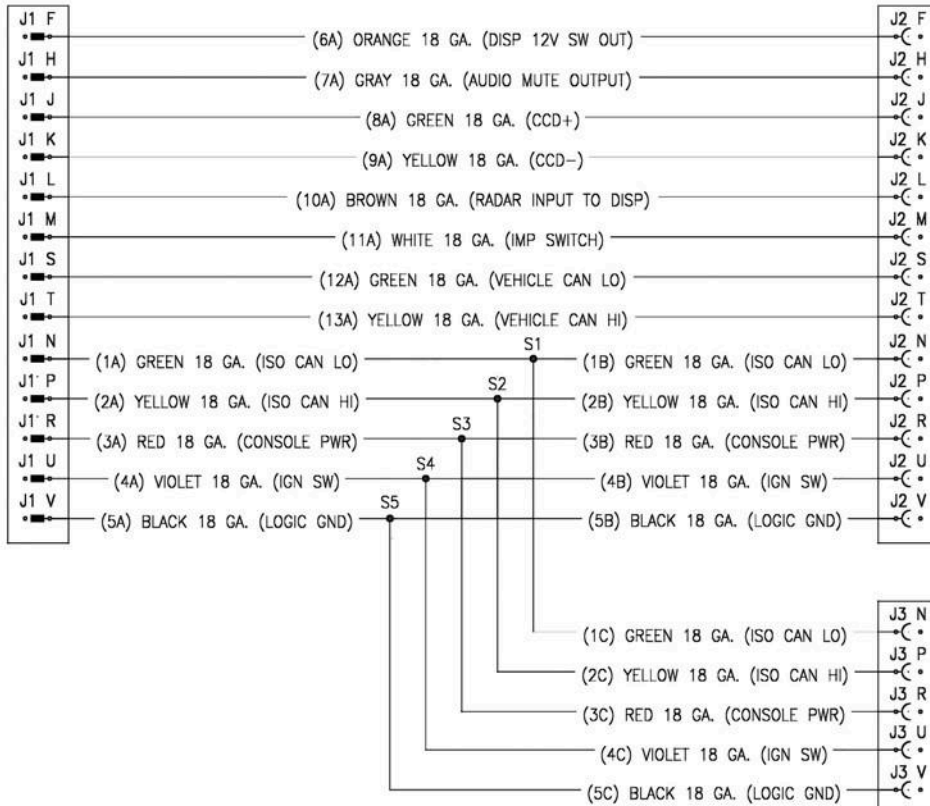 J1 F J2 F
(6A) ORANGE 18 GA. (DISP 12V SW OUT)
J1 H J2 H
(7A) GRAY 18 GA. (AUDIO MUTE OUTPUT)
J1 J J2 J
(8A) GREEN 18 GA. (CCD+)
J1 K J2 K
(9A) YELLOW 18 GA. (CCD-)
J1 L J2 L
(10A) BROWN 18 GA. (RADAR INPUT TO DISP)
J1 M J2 M
(11A) WHITE 18 GA. (IMP SWITCH)
J1 S J2 S
(12A) GREEN 18 GA. (VEHICLE CAN LO)
J1 T J2 T
(13A) YELLOW 18 GA. (VEHICLE CAN HI)
J1 N S1 J2 N
(1A) GREEN 18 GA. (ISO CAN LO) (1B) GREEN 18 GA. (ISO CAN LO)
J1 P S2 J2 P
(2A) YELLOW 18 GA. (ISO CAN HI) (2B) YELLOW 18 GA. (ISO CAN HI)
J1 R S3 J2 R
(3A) RED 18 GA. (CONSOLE PWR) (3B) RED 18 GA. (CONSOLE PWR)
J1 U S4 J2 U
(4A) VIOLET 18 GA. (IGN SW) (4B) VIOLET 18 GA. (IGN SW)
J1 V S5 J2 V
(5A) BLACK 18 GA. (LOGIC GND) (5B) BLACK 18 GA. (LOGIC GND)
J3 N
(1C) GREEN 18 GA. (ISO CAN LO)
J3 P
(2C) YELLOW 18 GA. (ISO CAN HI)
J3 R
(3C) RED 18 GA. (CONSOLE PWR)
J3 U
(4C) VIOLET 18 GA. (IGN SW)
J3 V
(5C) BLACK 18 GA. (LOGIC GND)